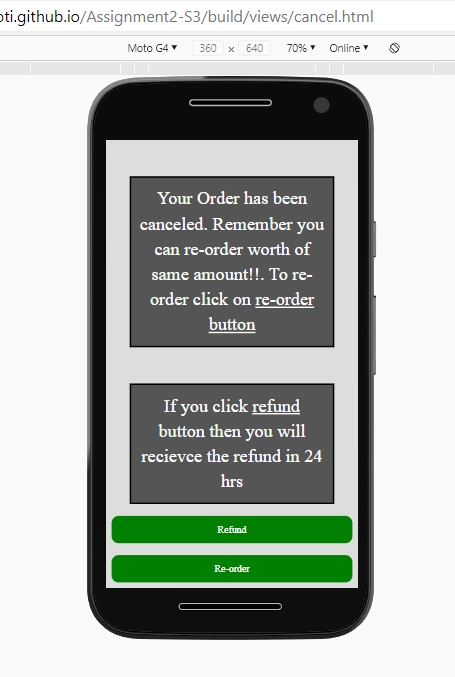 oti.github.io/Assignment2-S3/build/views/cancel.html
Moto G4 ▼ 360 x 640 70% ▼ Online ▼
Your Order has been
canceled. Remember you
can re-order worth of
same amount!!. To re-
order click on re-order
button
If you click refund
button then you will
recievce the refund in 24
hrs
Refund
Re-order